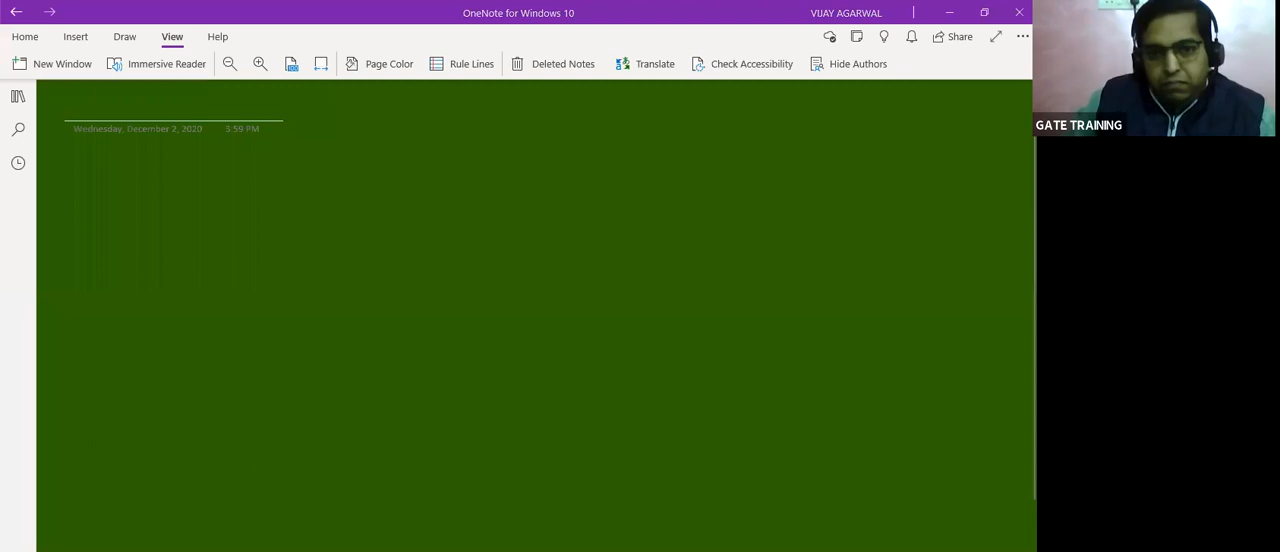 OneNote for Windows 10
VIJAY AGARWAL
Home Insert Draw View Help
Share
New Window Immersive Reader Page Color Rule Lines Deleted Notes Translate Check Accessibility Hide Authors
Wednesday, December 2, 2020 3:59 PM
GATE TRAINING